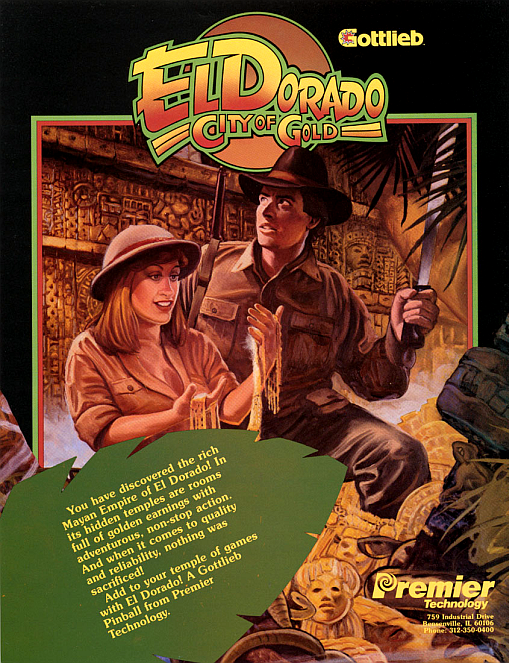 Gottlieb.
EL DORADO
CITY OF GOLD
You have discovered the rich
Mayan Empire of El Dorado! In
its hidden temples are rooms
full of golden earnings with
adventurous, non-stop action.
And when it comes to quality
and reliability, nothing was
sacrificed!
Add to your temple of games
with El Dorado! A Gottlieb
Pinball from Premier
Technology.
Premier
Technology
759 Industrial Drive
Bensenville, IL 60106
Phone: 312-350-0400